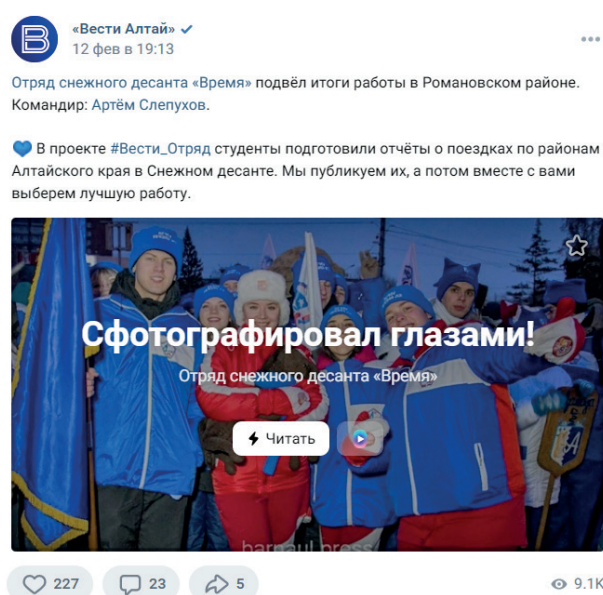 «Вести Алтай»
12 фев в 19:13
Отряд снежного десанта «Время» подвёл итоги работы в Романовском районе.
Командир: Артём Слепухов.
💙 В проекте #Вести_Отряд студенты подготовили отчёты о поездках по районам
Алтайского края в Снежном десанте. Мы публикуем их, а потом вместе с вами
выберем лучшую работу.
Сфотографировал глазами!
Отряд снежного десанта «Время»
Читать
barnaul.press
227
23
5
9.1K